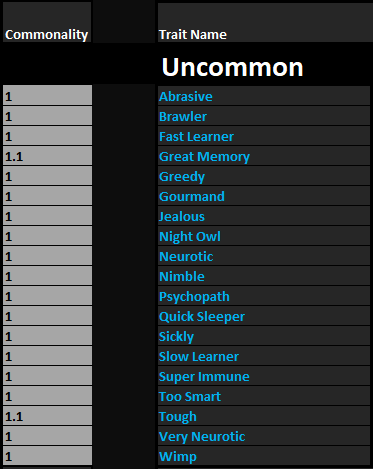 Commonality Trait Name
Uncommon
1 Abrasive
1 Brawler
1 Fast Learner
1.1 Great Memory
1 Greedy
1 Gourmand
1 Jealous
1 Night Owl
1 Neurotic
1 Nimble
1 Psychopath
1 Quick Sleeper
1 Sickly
1 Slow Learner
1 Super Immune
1 Too Smart
1.1 Tough
1 Very Neurotic
1 Wimp